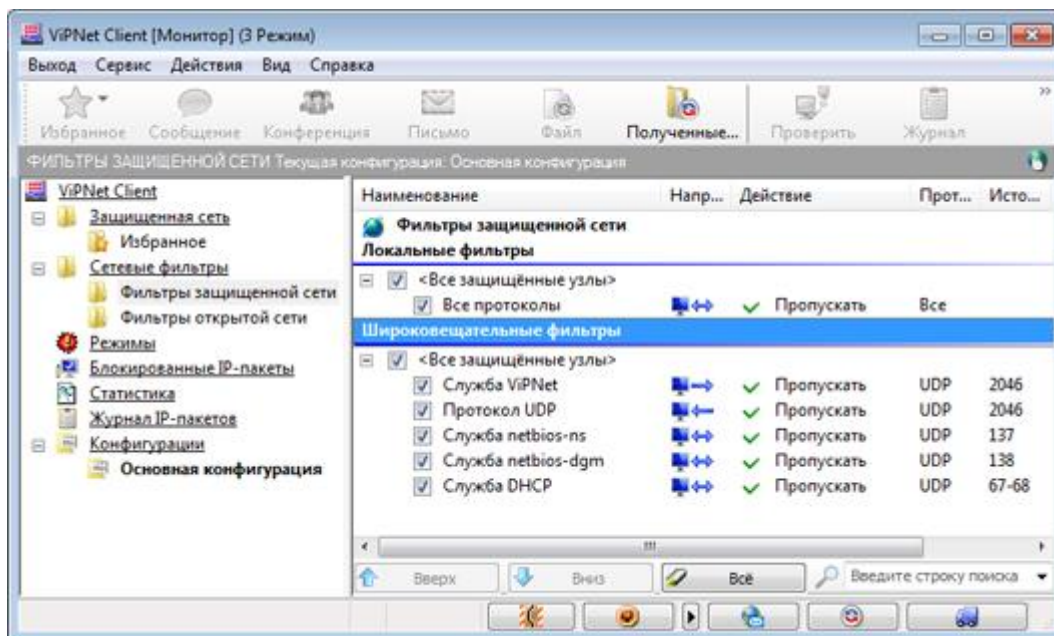 ViPNet Client [Монитор] (3 Режим)
Выход Сервис Действия Вид Справка
Избранное Сообщение Конференция Письмо Файл Полученные... Проверить Журнал
ФИЛЬТРЫ ЗАЩИЩЕННОЙ СЕТИ Текущая конфигурация: Основная конфигурация
ViPNet Client
Защищенная сеть
Избранное
Сетевые фильтры
Фильтры защищенной сети
Фильтры открытой сети
Режимы
Блокированные IP-пакеты
Статистика
Журнал IP-пакетов
Конфигурации
Основная конфигурация
Наименование Напр... Действие Прот... Исто...
Фильтры защищенной сети
Локальные фильтры
<Все защищённые узлы>
Все протоколы Пропускать Все
Широковещательные фильтры
<Все защищённые узлы>
Служба ViPNet Пропускать UDP 2046
Протокол UDP Пропускать UDP 2046
Служба netbios-ns Пропускать UDP 137
Служба netbios-dgm Пропускать UDP 138
Служба DHCP Пропускать UDP 67-68
Вверх Вниз Всё Введите строку поиска